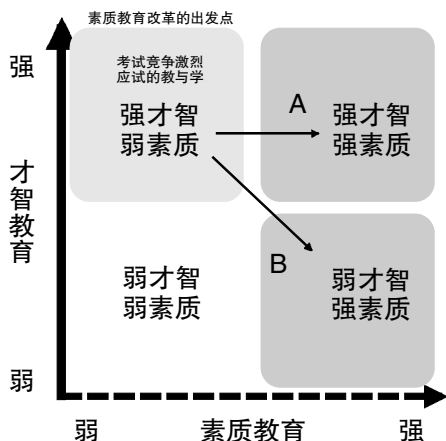 素质教育改革的出发点
强
考试竞争激烈
应试的教与学
强才智
弱素质
A
强才智
强素质
才智教育
B
弱才智
弱素质
弱才智
强素质
弱
弱
素质教育
强